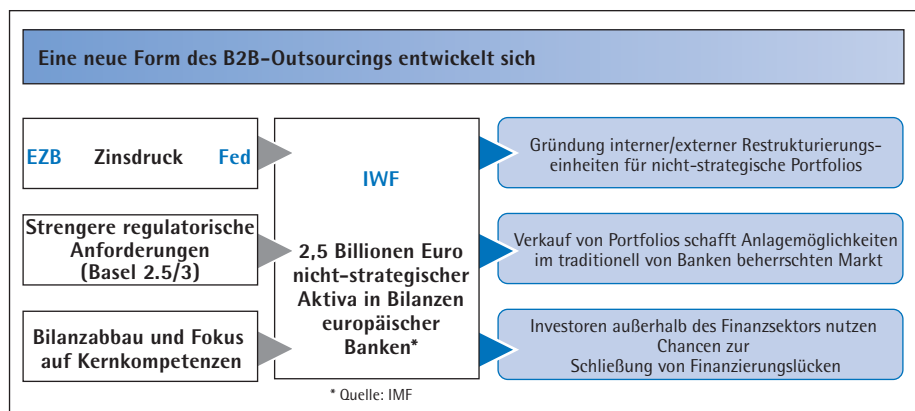 Eine neue Form des B2B-Outsourcings entwickelt sich
EZB Zinsdruck Fed
Strengere regulatorische
Anforderungen
(Basel 2.5/3)
Bilanzabbau und Fokus
auf Kernkompetenzen
IWF
2,5 Billionen Euro
nicht-strategischer
Aktiva in Bilanzen
europäischer
Banken*
Gründung interner/externer Restrukturierungs-
einheiten für nicht-strategische Portfolios
Verkauf von Portfolios schafft Anlagemöglichkeiten
im traditionell von Banken beherrschten Markt
Investoren außerhalb des Finanzsektors nutzen
Chancen zur
Schließung von Finanzierungslücken
* Quelle: IMF